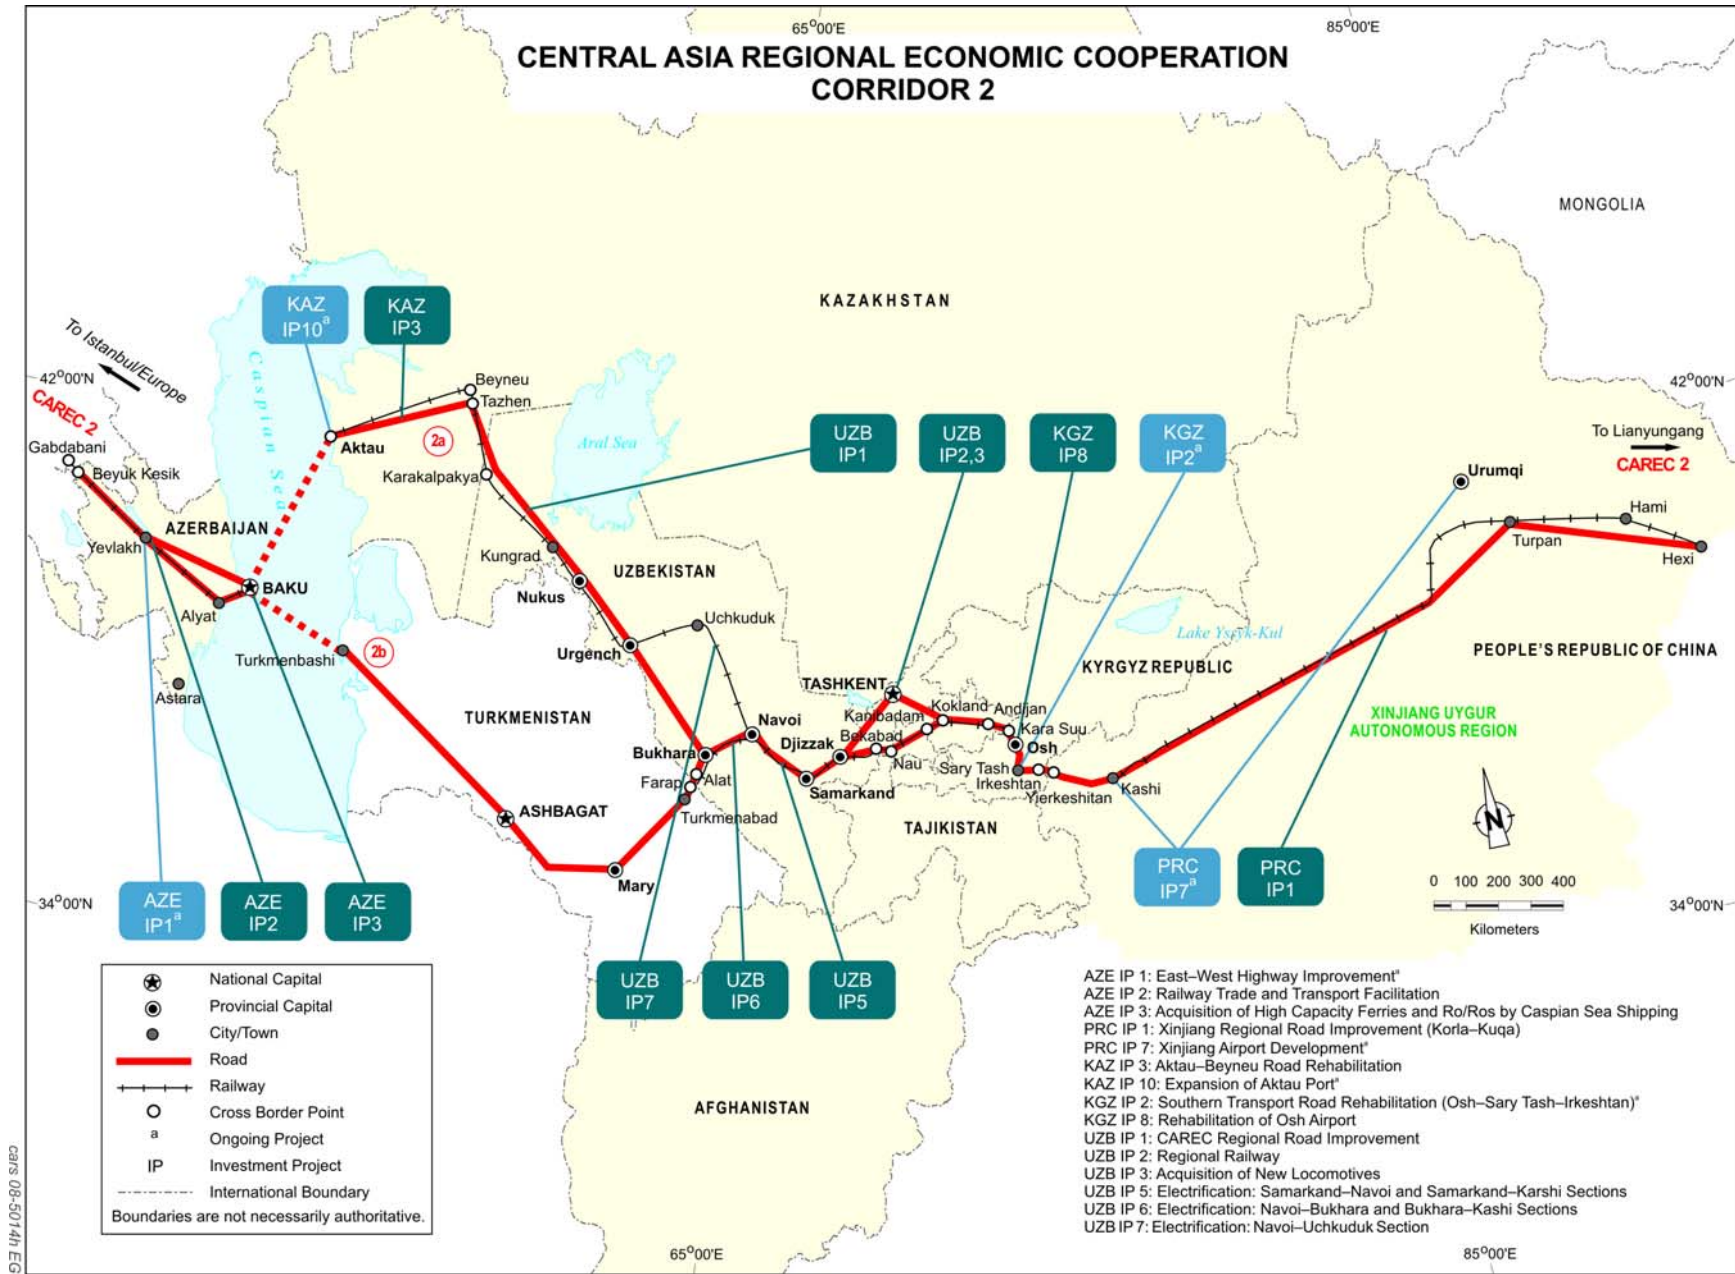 65°00'E
85°00'E
CENTRAL ASIA REGIONAL ECONOMIC COOPERATION
CORRIDOR 2
MONGOLIA
KAZAKHSTAN
KAZ
IP10ª
KAZ
IP3
To Istanbul/Europe
42°00'N
42°00'N
CAREC 2
Caspian Sea
Beyneu
Tazhen
Aktau
2a
Aral Sea
Karakalpakya
UZB
IP1
UZB
IP2,3
KGZ
IP8
KGZ
IP2ª
To Lianyungang
CAREC 2
Gabdabani
Beyuk Kesik
Urumqi
Hami
AZERBAIJAN
Yevlakh
Kungrad
Turpan
Hexi
UZBEKISTAN
BAKU
Nukus
Alyat
Uchkuduk
Lake Yssyk-Kul
Urgench
KYRGYZ REPUBLIC
PEOPLE'S REPUBLIC OF CHINA
Turkmenbashi
2b
Astara
TASHKENT
TURKMENISTAN
Kanibadam
Kokland
Andijan
XINJIANG UYGUR
AUTONOMOUS REGION
Navoi
Djizzak
Bekabad
Kara Suu
Bukhara
Osh
Nau
Sary Tash
Farap
Alat
Irkeshtan
Samarkand
Yierkeshitan
Kashi
ASHBAGAT
Turkmenabad
TAJIKISTAN
N
Mary
AZE
IP1ª
AZE
IP2
AZE
IP3
PRC
IP7ª
PRC
IP1
0 100 200 300 400
Kilometers
34°00'N
34°00'N
UZB
IP7
UZB
IP6
UZB
IP5
National Capital
Provincial Capital
City/Town
Road
Railway
Cross Border Point
a Ongoing Project
IP Investment Project
International Boundary
Boundaries are not necessarily authoritative.
AFGHANISTAN
AZE IP 1: East–West Highway Improvementª
AZE IP 2: Railway Trade and Transport Facilitation
AZE IP 3: Acquisition of High Capacity Ferries and Ro/Ros by Caspian Sea Shipping
PRC IP 1: Xinjiang Regional Road Improvement (Korla–Kuqa)
PRC IP 7: Xinjiang Airport Developmentª
KAZ IP 3: Aktau–Beyneu Road Rehabilitation
KAZ IP 10: Expansion of Aktau Portª
KGZ IP 2: Southern Transport Road Rehabilitation (Osh–Sary Tash–Irkeshtan)ª
KGZ IP 8: Rehabilitation of Osh Airport
UZB IP 1: CAREC Regional Road Improvement
UZB IP 2: Regional Railway
UZB IP 3: Acquisition of New Locomotives
UZB IP 5: Electrification: Samarkand–Navoi and Samarkand–Karshi Sections
UZB IP 6: Electrification: Navoi–Bukhara and Bukhara–Kashi Sections
UZB IP 7: Electrification: Navoi–Uchkuduk Section
65°00'E
85°00'E
cars 08-5014h EG